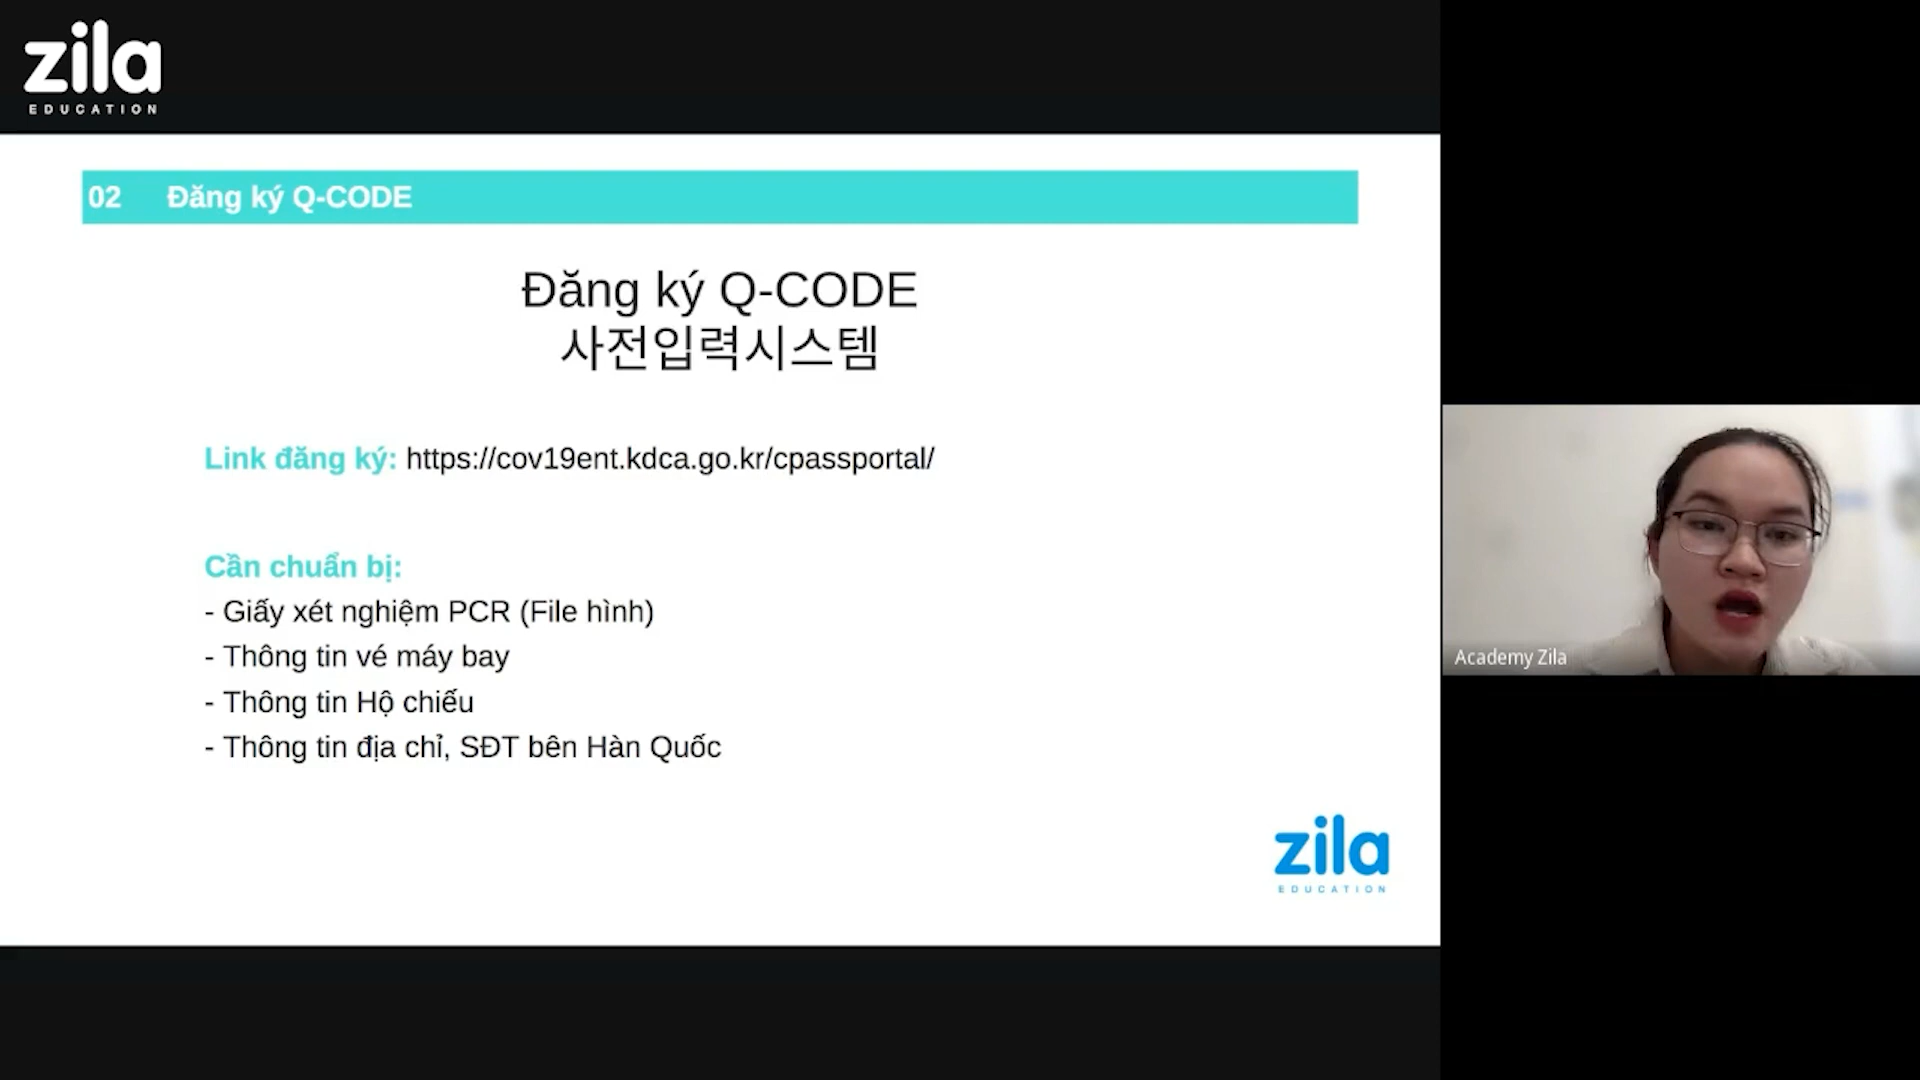 zila
EDUCATION
02 Đăng ký Q-CODE
Đăng ký Q-CODE
사전입력시스템
Link đăng ký: https://cov19ent.kdca.go.kr/cpassportal/
Cần chuẩn bị:
- Giấy xét nghiệm PCR (File hình)
- Thông tin vé máy bay
- Thông tin Hộ chiếu
- Thông tin địa chỉ, SĐT bên Hàn Quốc
zila
EDUCATION
Academy Zila